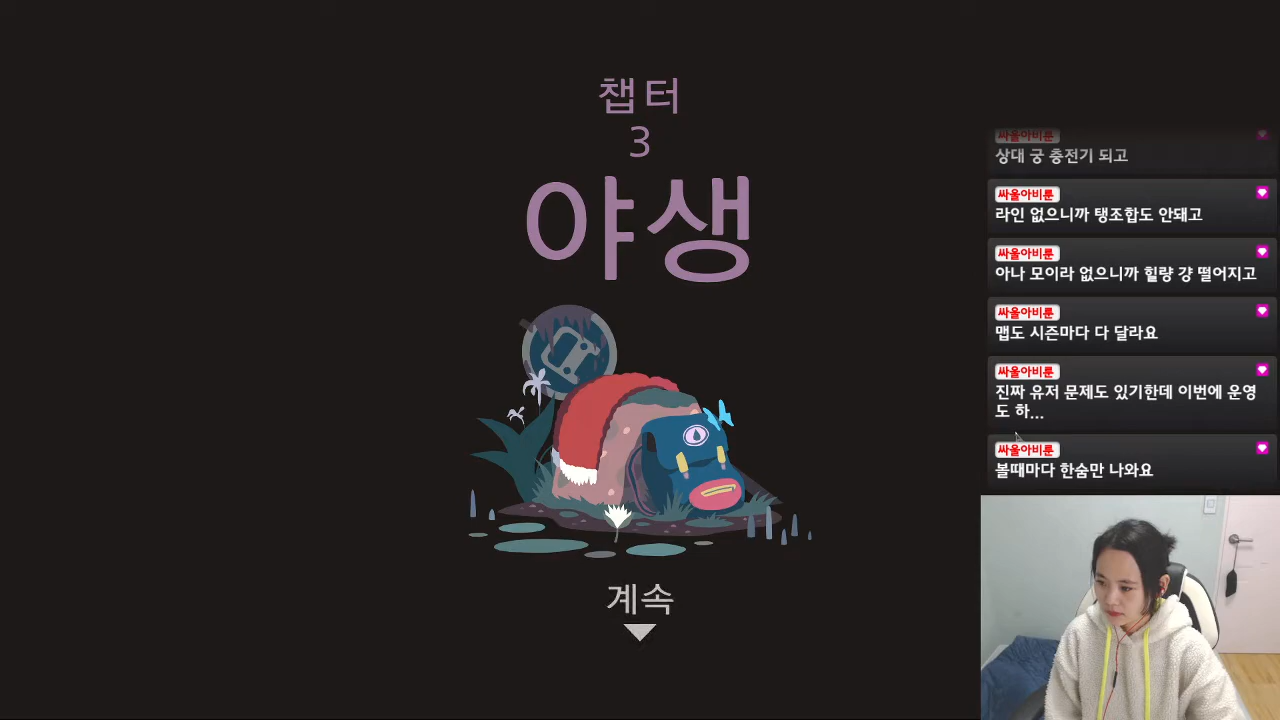 챕터
3
야생
계속
싸울아비룬
상대 궁 충전기 되고
싸울아비룬
라인 없으니까 탱조합도 안돼고
싸울아비룬
아나 모이라 없으니까 힐량 걍 떨어지고
싸울아비룬
맵도 시즌마다 다 달라요
싸울아비룬
진짜 유저 문제도 있기한데 이번에 운영
도 하...
싸울아비룬
볼때마다 한숨만 나와요